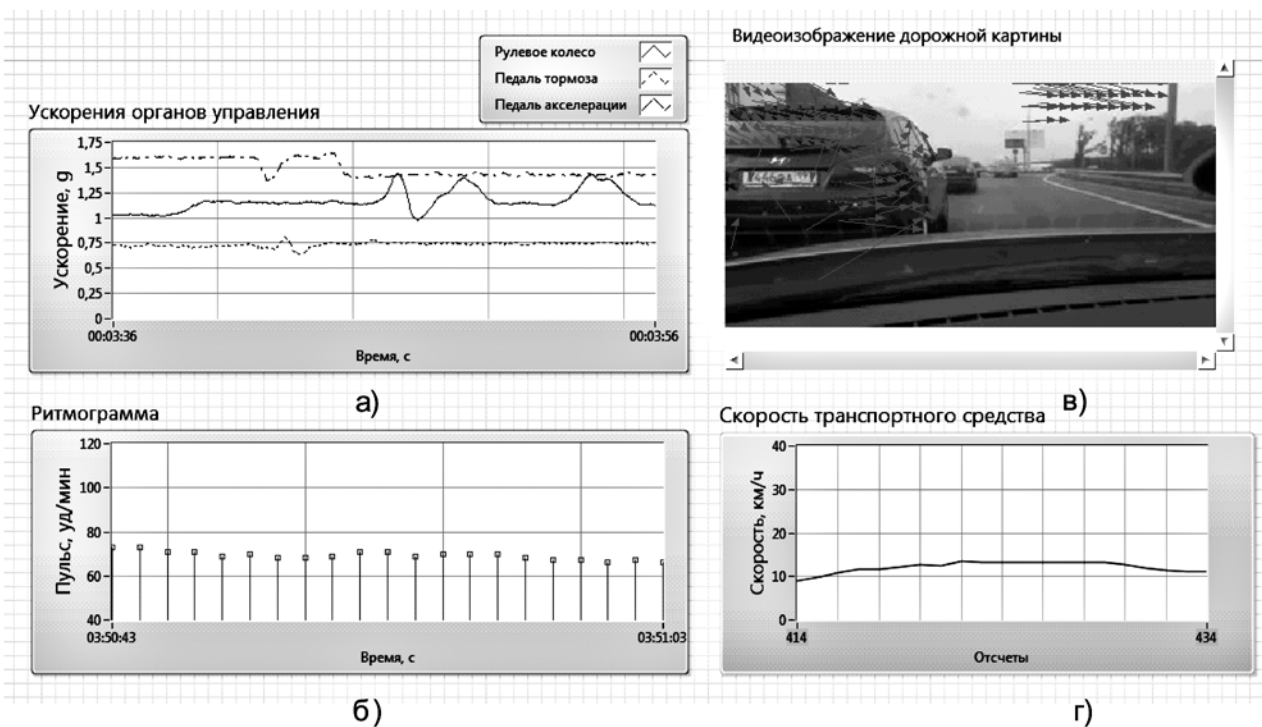 Рулевое колесо
Педаль тормоза
Педаль акселерации
Ускорения органов управления
1,75
1,5
1,25
1
0,75
0,5
0,25
0
Ускорение, g
00:03:36
00:03:56
Время, с
а)
Видеоизображение дорожной картины
в)
Ритмограмма
120
100
80
60
40
Пульс, уд/мин
03:50:43
03:51:03
Время, с
б)
Скорость транспортного средства
40
30
20
10
0
Скорость, км/ч
414
434
Отсчеты
г)